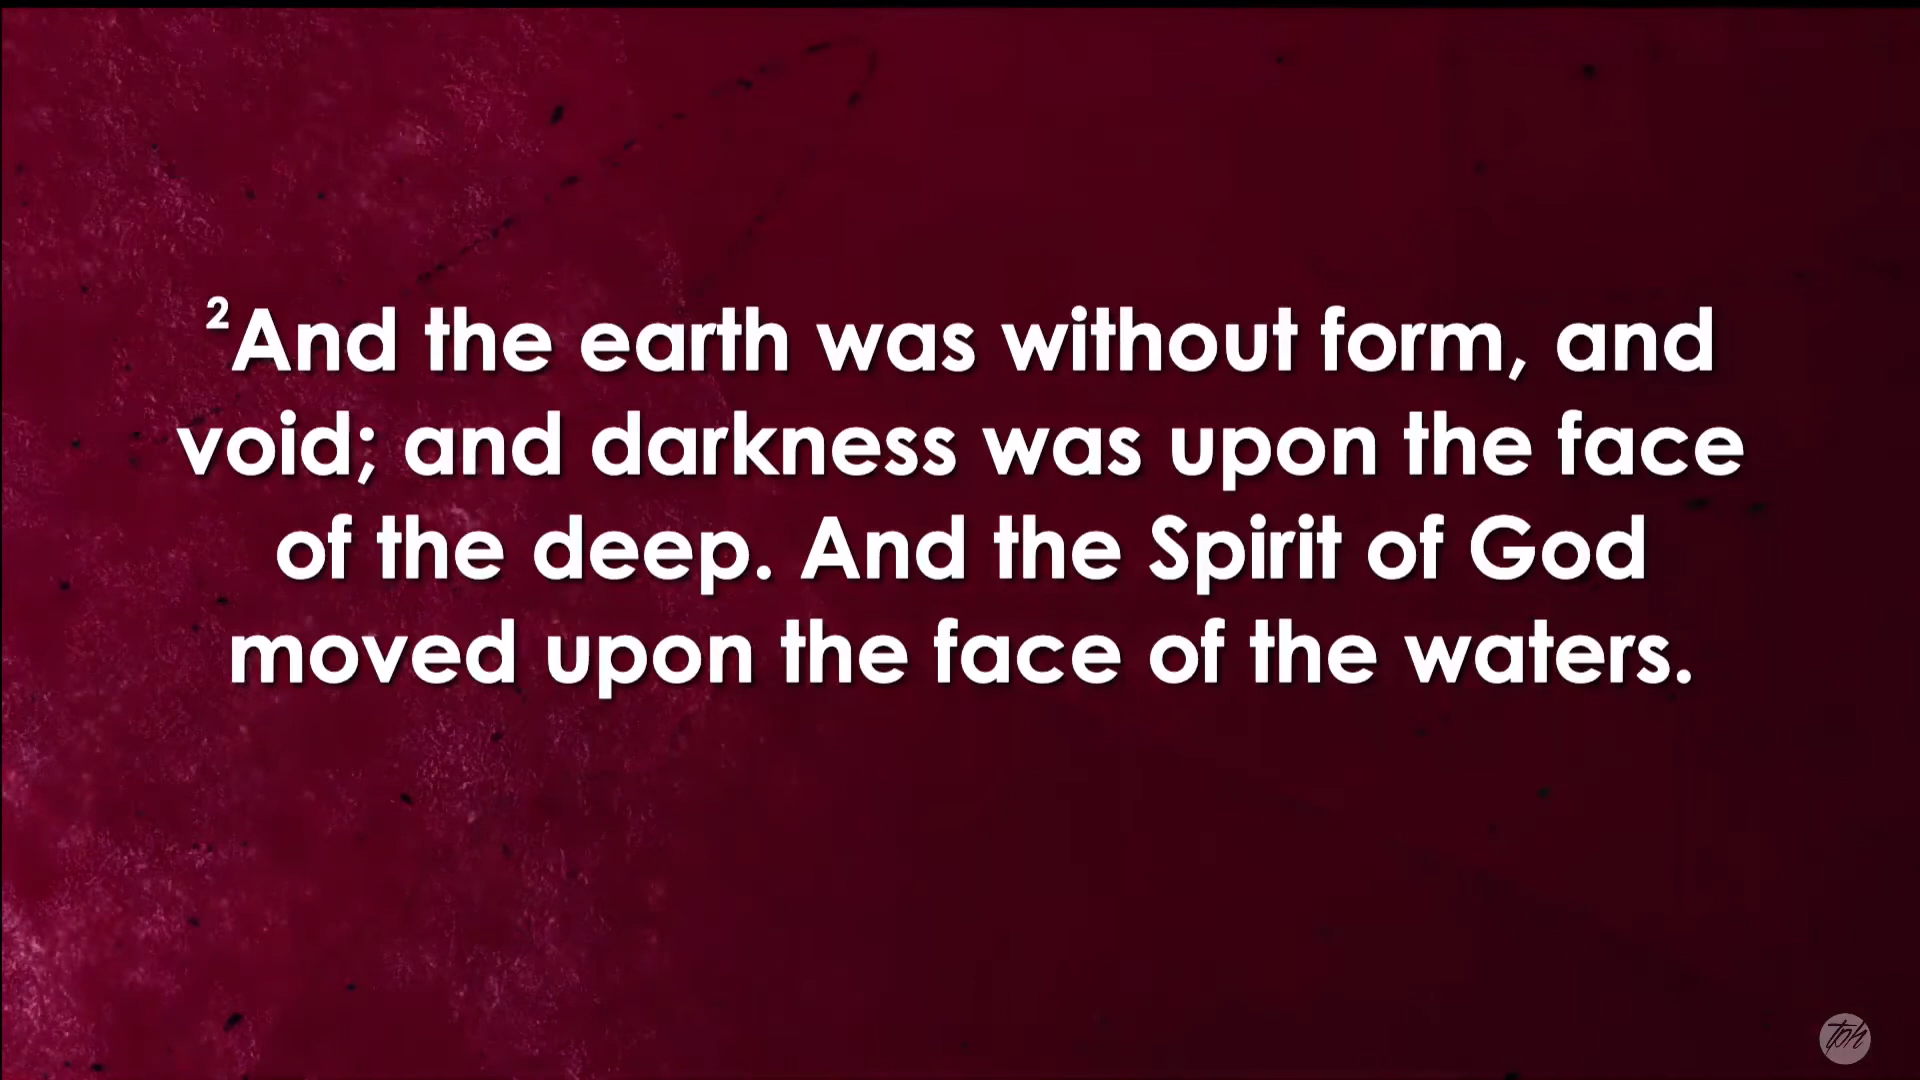 ²And the earth was without form, and
void; and darkness was upon the face
of the deep. And the Spirit of God
moved upon the face of the waters.
tph